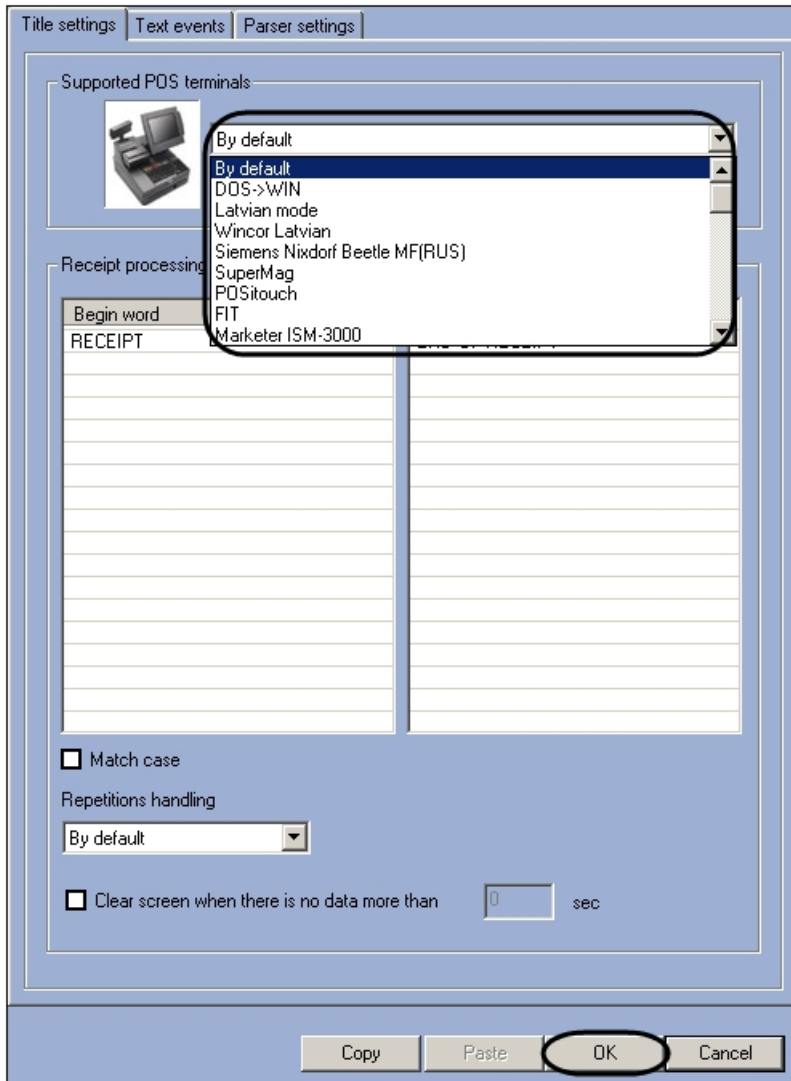 Title settings Text events Parser settings
Supported POS terminals
By default
By default
DOS->WIN
Latvian mode
Wincor Latvian
Siemens Nixdorf Beetle MF(RUS)
SuperMag
POSitouch
FIT
Marketer ISM-3000
Receipt processing
Begin word
RECEIPT
Match case
Repetitions handling
By default
Clear screen when there is no data more than 0 sec
Copy Paste OK Cancel